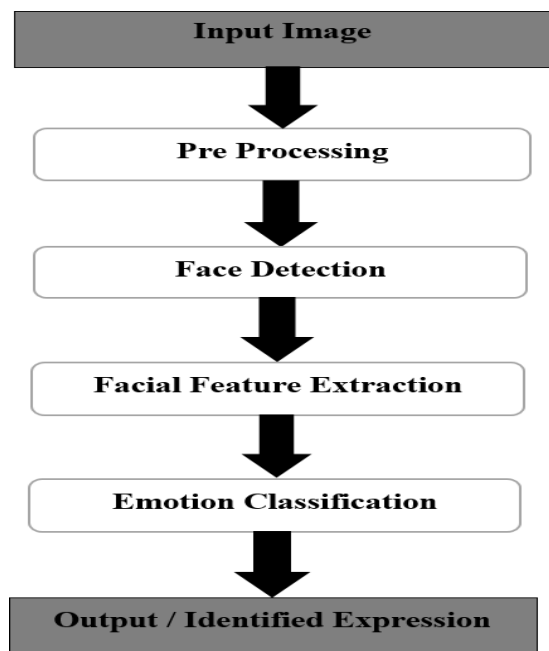 Input Image
Pre Processing
Face Detection
Facial Feature Extraction
Emotion Classification
Output / Identified Expression